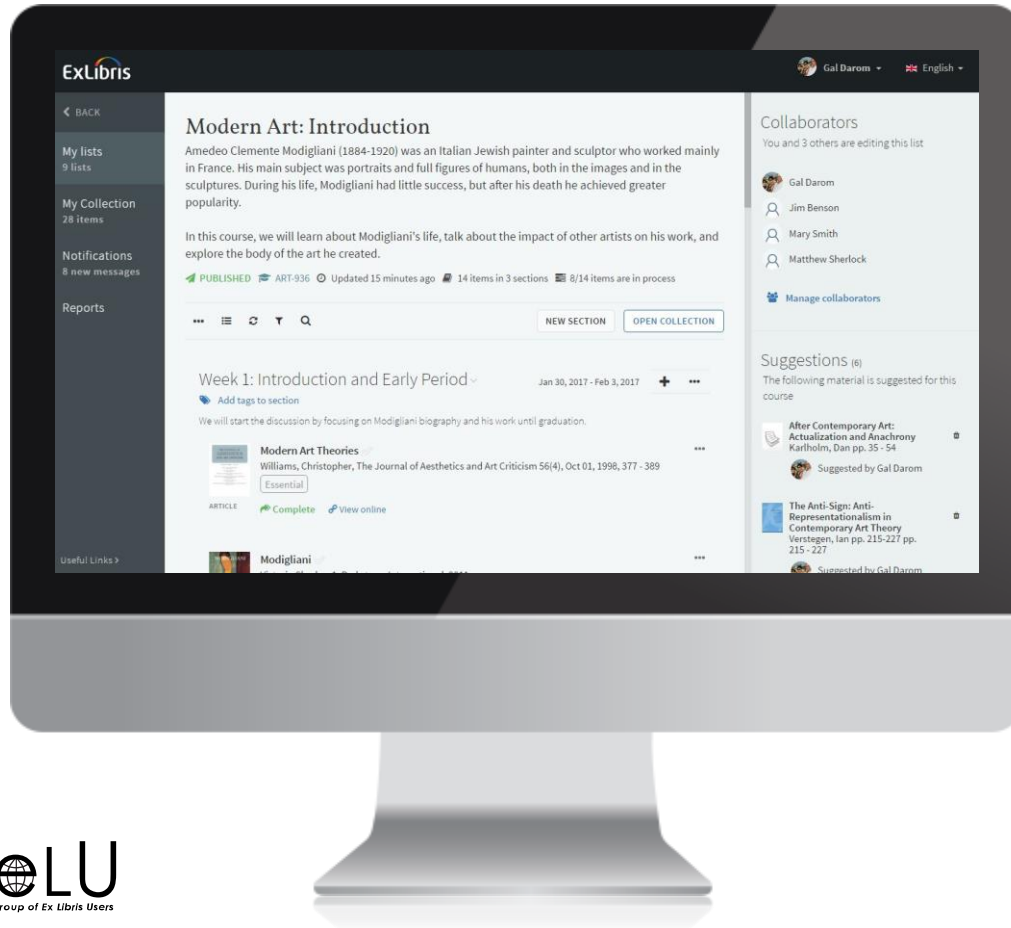 ExLibris
Gal Darom
English
BACK
My lists
9 lists
My Collection
28 items
Notifications
8 new messages
Reports
Useful Links >
Modern Art: Introduction
Amedeo Clemente Modigliani (1884-1920) was an Italian Jewish painter and sculptor who worked mainly
in France. His main subject was portraits and full figures of humans, both in the images and in the
sculptures. During his life, Modigliani had little success, but after his death he achieved greater
popularity.
In this course, we will learn about Modigliani's life, talk about the impact of other artists on his work, and
explore the body of the art he created.
PUBLISHED ART-936 Updated 15 minutes ago 14 items in 3 sections 8/14 items are in process
NEW SECTION OPEN COLLECTION
Week 1: Introduction and Early Period
Jan 30, 2017 - Feb 3, 2017
Add tags to section
We will start the discussion by focusing on Modigliani biography and his work until graduation.
Modern Art Theories
Williams, Christopher, The Journal of Aesthetics and Art Criticism 56(4), Oct 01, 1998, 377 - 389
Essential
ARTICLE
Complete View online
Modigliani
Collaborators
You and 3 others are editing this list
Gal Darom
Jim Benson
Mary Smith
Matthew Sherlock
Manage collaborators
Suggestions (6)
The following material is suggested for this
course
After Contemporary Art:
Actualization and Anachrony
Karlholm, Dan pp. 35 - 54
Suggested by Gal Darom
The Anti-Sign: Anti-
Representationalism in
Contemporary Art Theory
Verstegen, Ian pp. 215-227 pp.
215 - 227
Suggested by Gal Darom
eLU
roup of Ex Libris Users